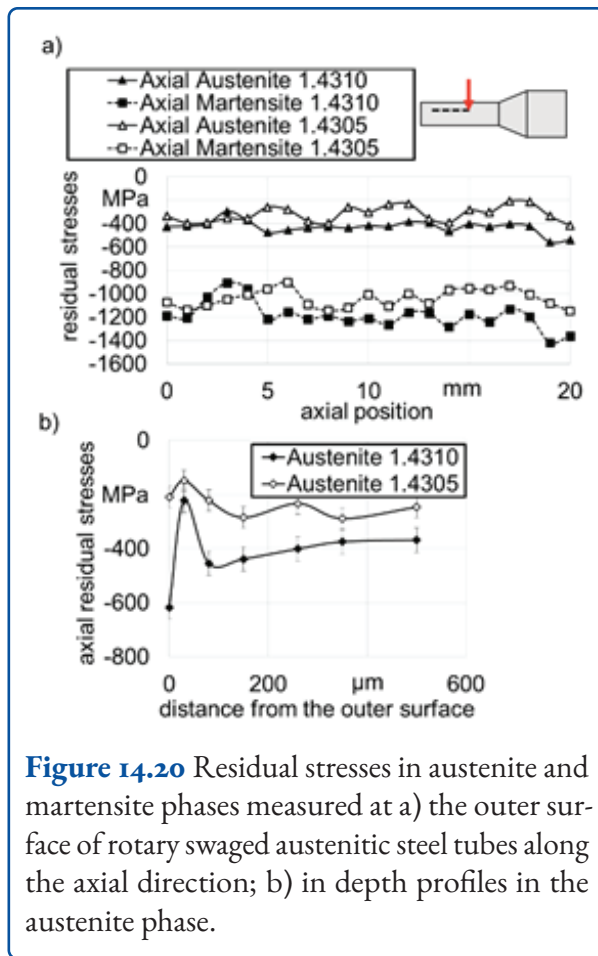 a)
Axial Austenite 1.4310
Axial Martensite 1.4310
Axial Austenite 1.4305
Axial Martensite 1.4305
0
MPa
-400
-600
-800
-1000
-1200
-1400
-1600
residual stresses
0 5 10 mm 20
axial position
b)
0
MPa
-400
-600
-800
axial residual stresses
Austenite 1.4310
Austenite 1.4305
0 200 µm 600
distance from the outer surface
Figure 14.20 Residual stresses in austenite and
martensite phases measured at a) the outer sur-
face of rotary swaged austenitic steel tubes along
the axial direction; b) in depth profiles in the
austenite phase.